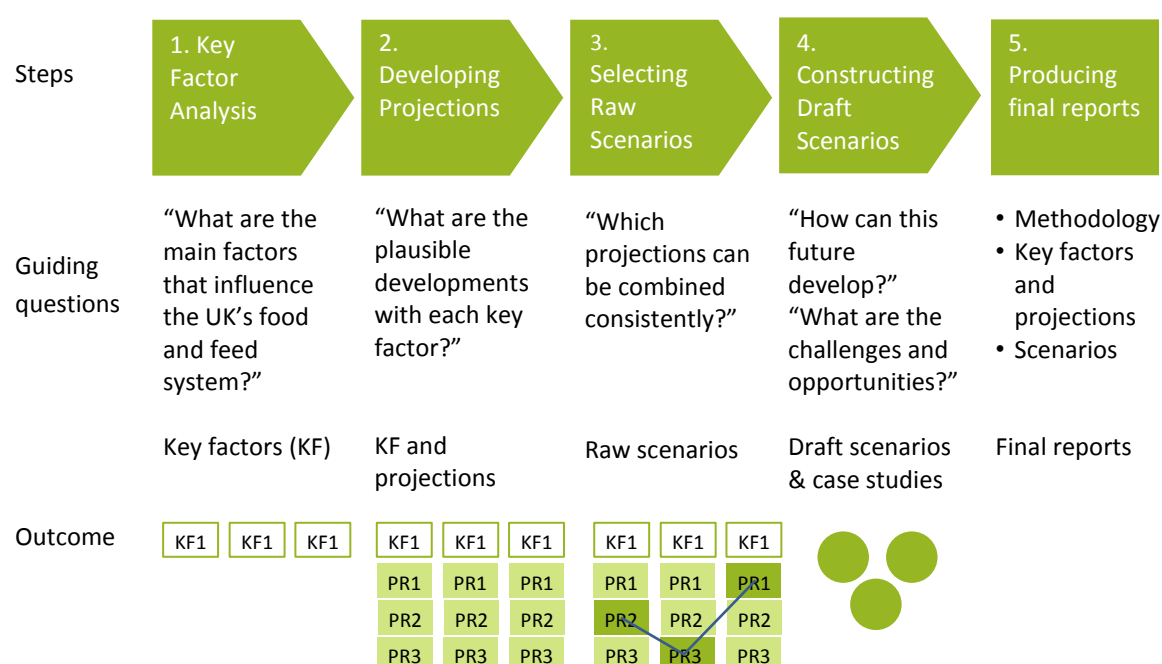 Steps
1. Key
Factor
Analysis
2.
Developing
Projections
3.
Selecting
Raw
Scenarios
4.
Constructing
Draft
Scenarios
5.
Producing
final reports
Guiding
questions
“What are the
main factors
that influence
the UK’s food
and feed
system?”
“What are the
plausible
developments
with each key
factor?”
“Which
projections can
be combined
consistently?”
“How can this
future
develop?”
“What are the
challenges and
opportunities?”
• Methodology
• Key factors
and
projections
• Scenarios
Outcome
Key factors (KF)
KF1 KF1 KF1
KF and
projections
KF1 KF1 KF1
PR1 PR1 PR1
PR2 PR2 PR2
PR3 PR3 PR3
Raw scenarios
KF1 KF1 KF1
PR1 PR1 PR1
PR2 PR2 PR2
PR3 PR3 PR3
Draft scenarios
& case studies
Final reports